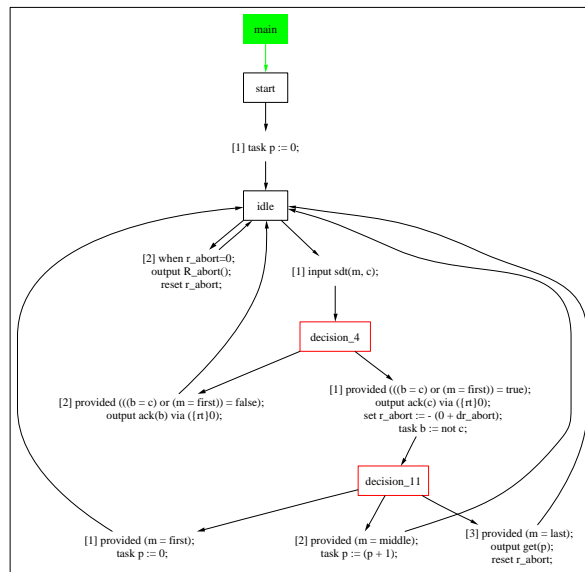 main
start
[1] task p := 0;
idle
[2] when r_abort=0;
output R_abort();
reset r_abort;
[1] input sdt(m, c);
decision_4
[2] provided (((b = c) or (m = first)) = false);
output ack(b) via ({rt}0);
[1] provided (((b = c) or (m = first)) = true);
output ack(c) via ({rt}0);
set r_abort := - (0 + dr_abort);
task b := not c;
decision_11
[1] provided (m = first);
task p := 0;
[2] provided (m = middle);
task p := (p + 1);
[3] provided (m = last);
output get(p);
reset r_abort;